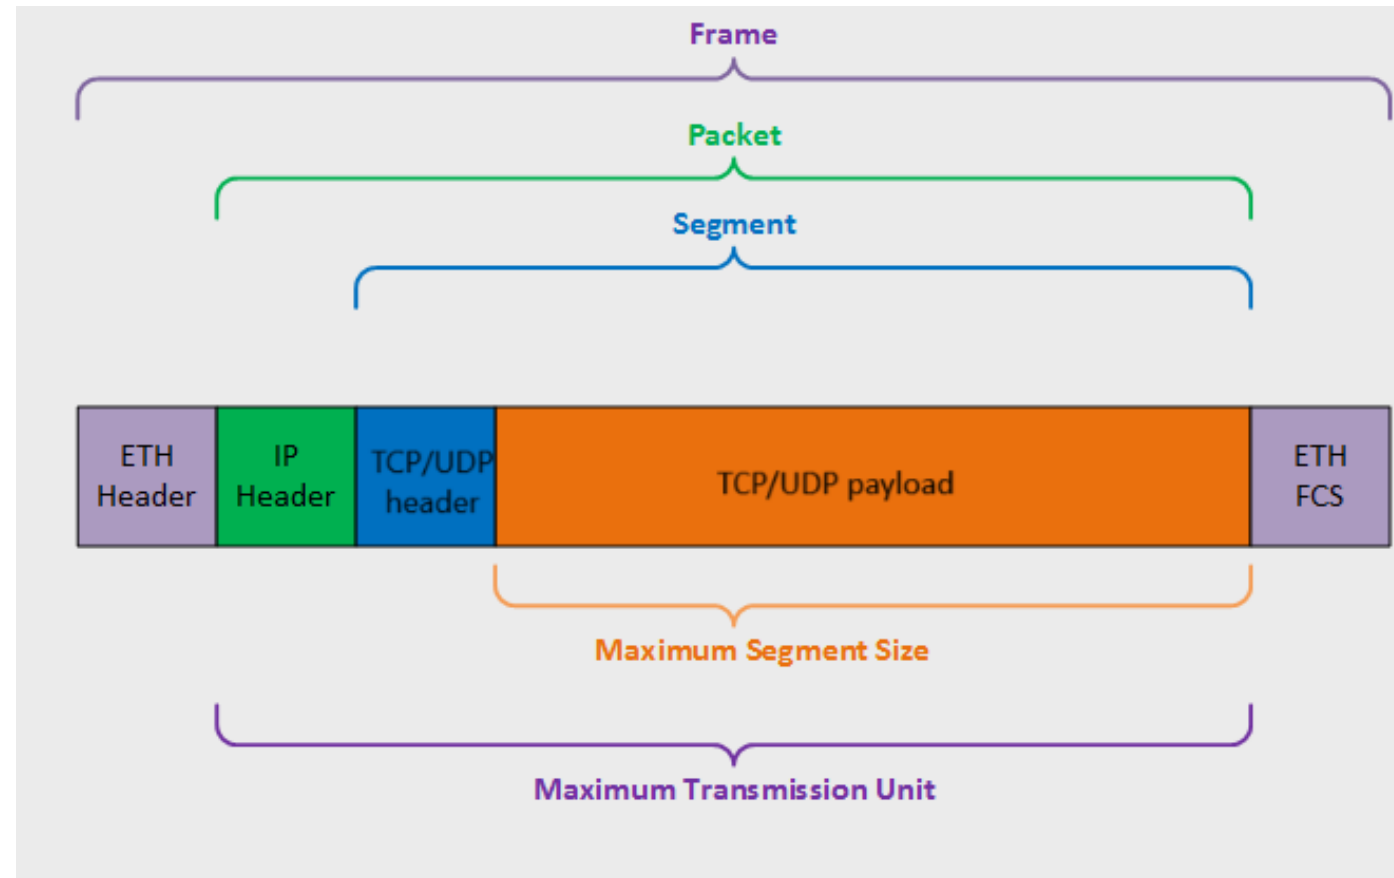 Frame
Packet
Segment
ETH
Header
IP
Header
TCP/UDP
header
TCP/UDP payload
ETH
FCS
Maximum Segment Size
Maximum Transmission Unit